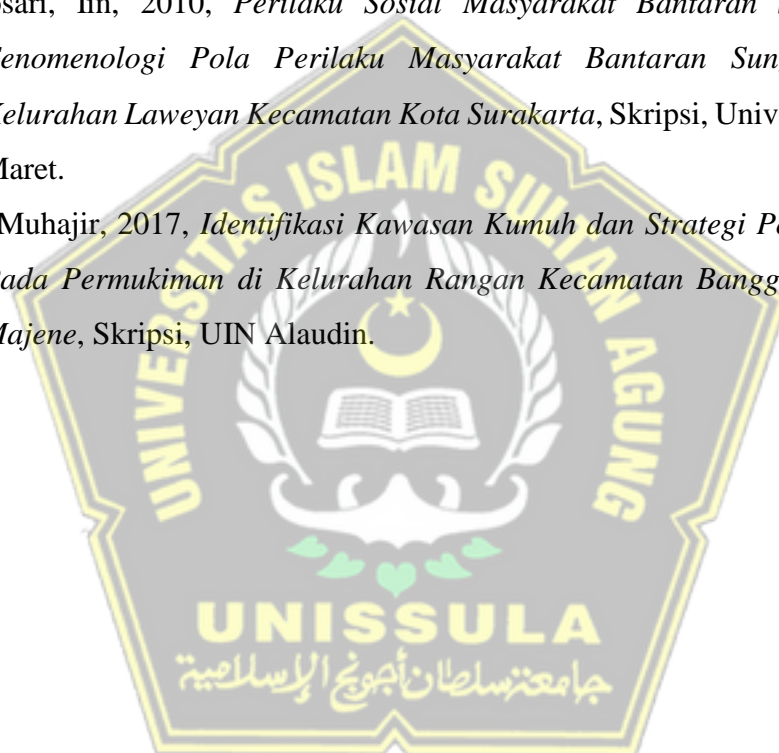 osari, Iin, 2010, Perilaku Sosial Masyarakat Bantaran
Fenomenologi Pola Perilaku Masyarakat Bantaran Sung
Kelurahan Laweyan Kecamatan Kota Surakarta, Skripsi, Univ
Maret.
Muhajir, 2017, Identifikasi Kawasan Kumuh dan Strategi Pe
Pada Permukiman di Kelurahan Rangan Kecamatan Bangg
Majene, Skripsi, UIN Alaudin.
UNIVERSITAS ISLAM SULTAN AGUNG
UNISSULA
جامعة سلطان أجونج الإسلامية